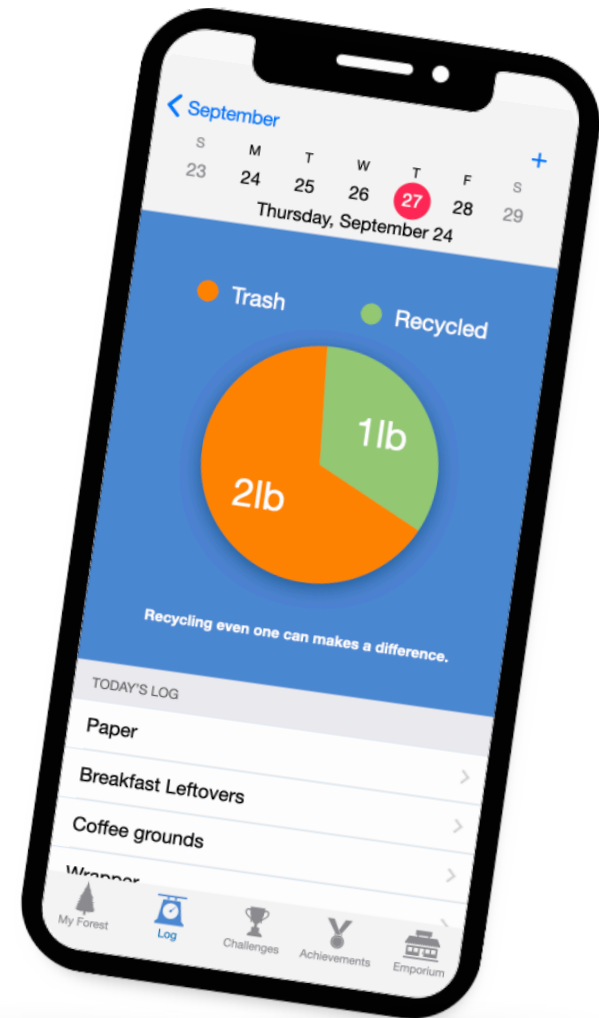 September
+
S M T W T F S
23 24 25 26 27 28 29
Thursday, September 24
Trash Recycled
1lb
2lb
Recycling even one can makes a difference.
TODAY'S LOG
Paper
Breakfast Leftovers
Coffee grounds
Wrapper
My Forest Log Challenges Achievements Emporium